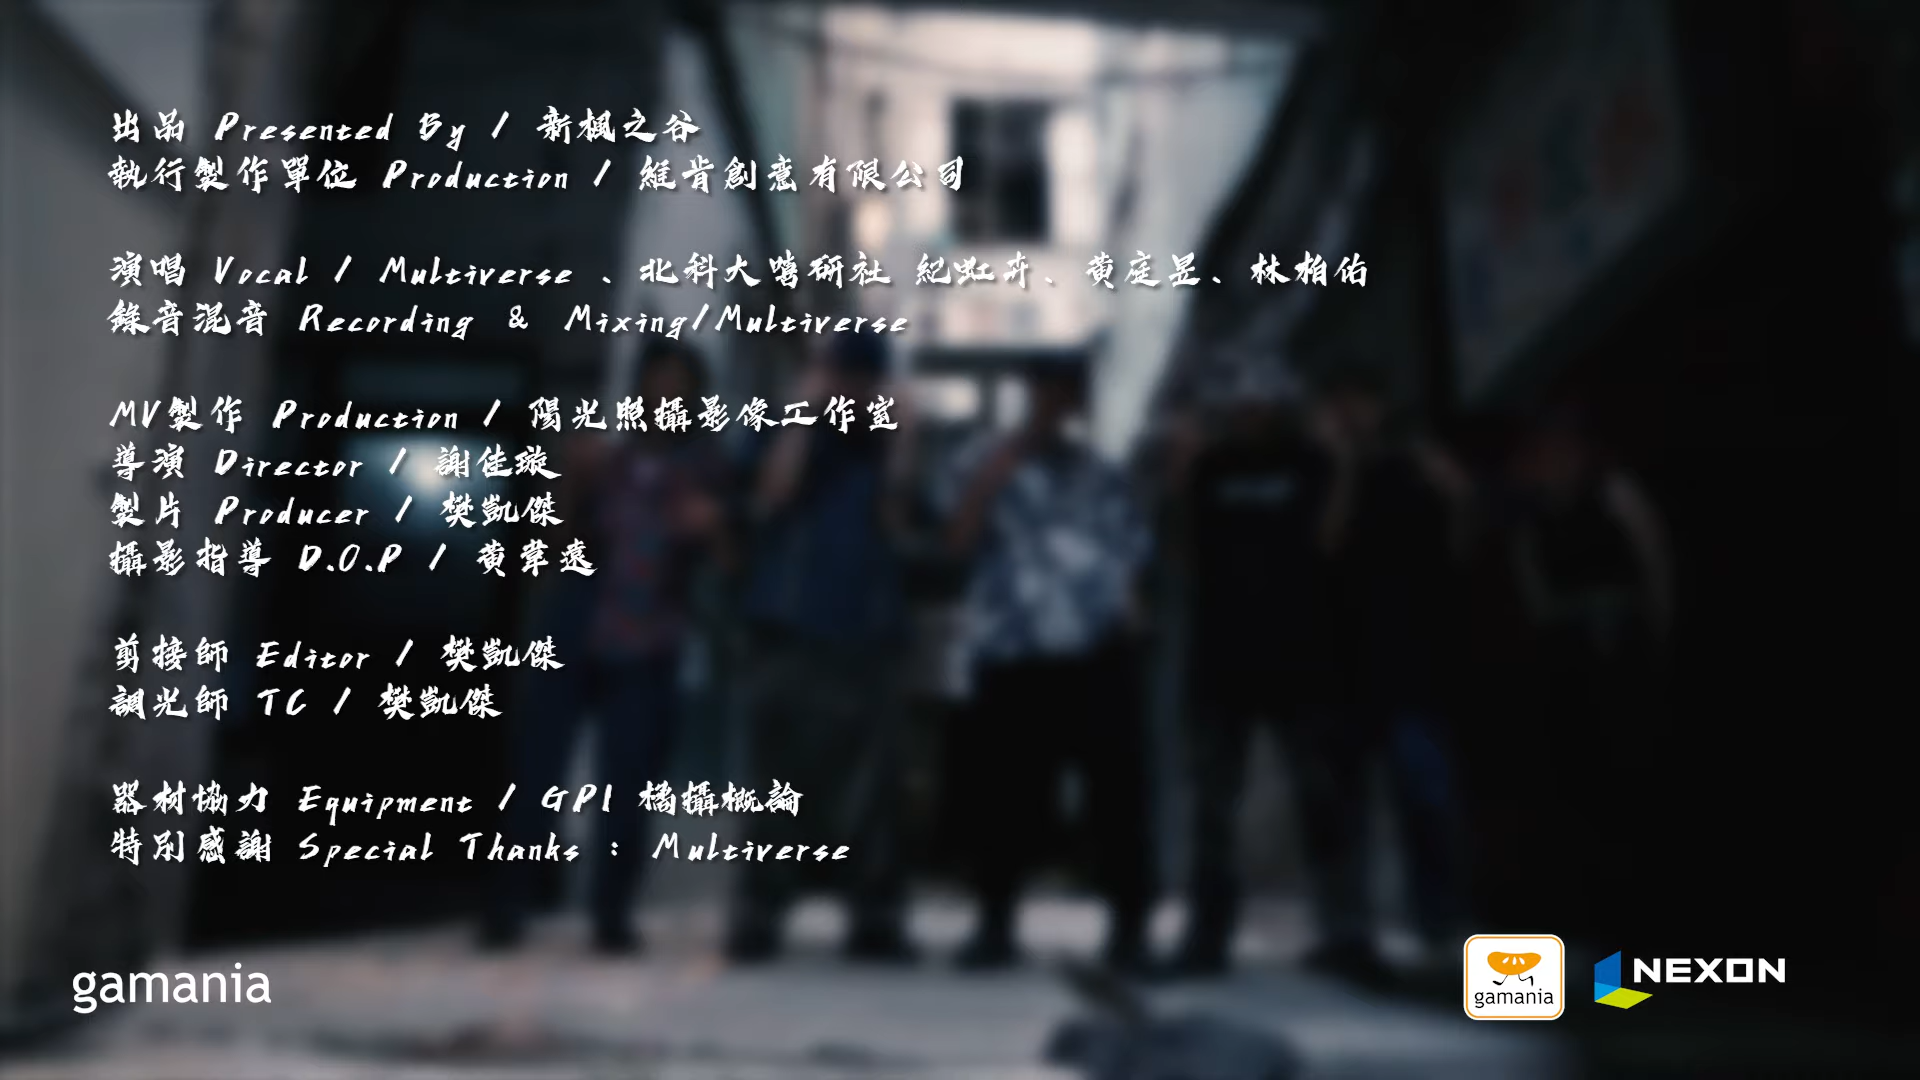 出品 Presented By / 新楓之谷
執行製作單位 Production / 維肯創意有限公司
演唱 Vocal / Multiverse 、北科大嘻研社 紀虹卉、黃庭昱、林柏佑
錄音混音 Recording & Mixing/Multiverse
MV製作 Production / 陽光照攝影像工作室
導演 Director / 謝佳璇
製片 Producer / 樊凱傑
攝影指導 D.O.P / 黃韋遠
剪接師 Editor / 樊凱傑
調光師 TC / 樊凱傑
器材協力 Equipment / GPI 橘攝概論
特別感謝 Special Thanks : Multiverse
gamania
gamania
NEXON